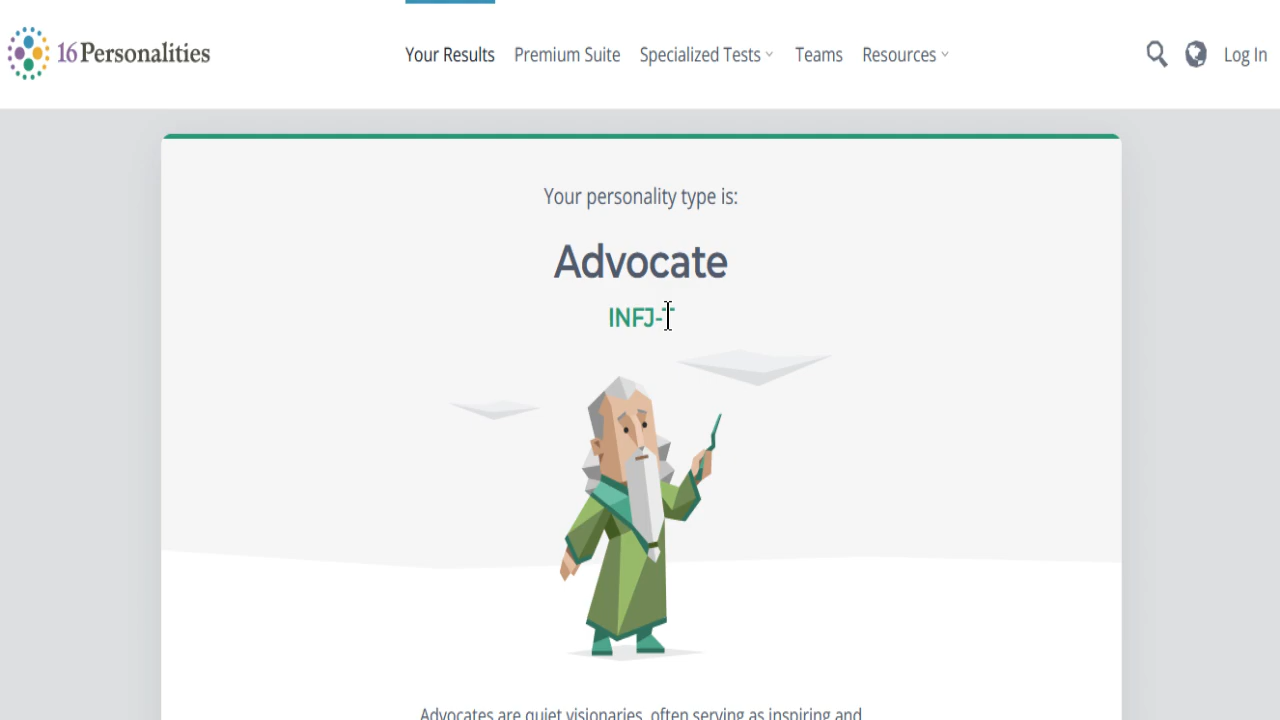 16Personalities
Your Results Premium Suite Specialized Tests Teams Resources Log In
Your personality type is:
Advocate
INFJ-T
Advocates are quiet visionaries, often serving as inspiring and